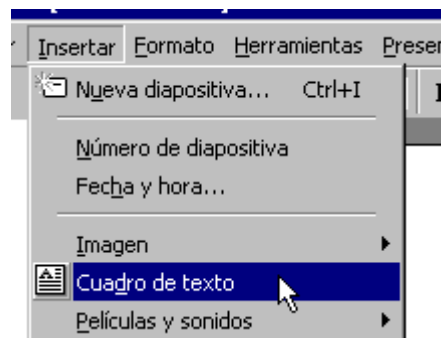 Insertar Formato Herramientas Presen
Nueva diapositiva... Ctrl+I
Número de diapositiva
Fecha y hora...
Imagen
Cuadro de texto
Películas y sonidos